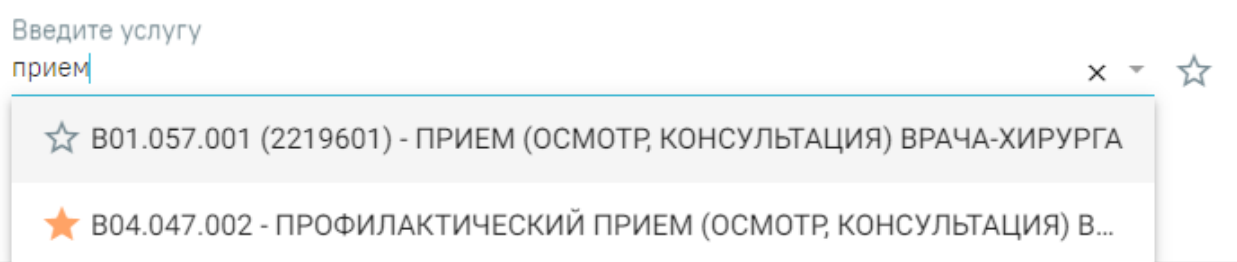 Введите услугу
прием
B01.057.001 (2219601) - ПРИЕМ (ОСМОТР, КОНСУЛЬТАЦИЯ) ВРАЧА-ХИРУРГА
B04.047.002 - ПРОФИЛАКТИЧЕСКИЙ ПРИЕМ (ОСМОТР, КОНСУЛЬТАЦИЯ) В...